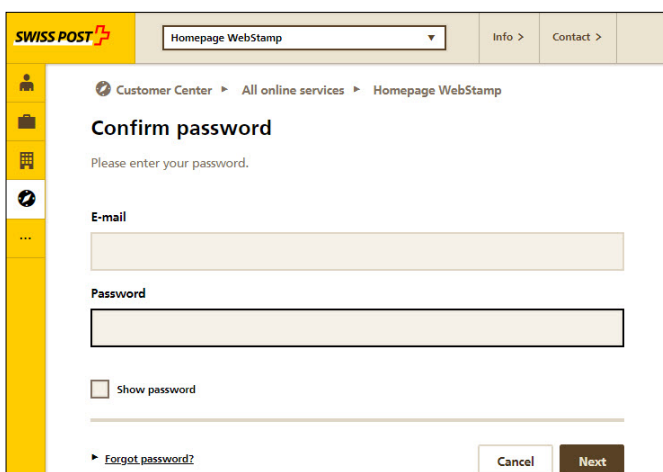 SWISS POST
Homepage WebStamp
Info >
Contact >
Customer Center ► All online services ► Homepage WebStamp
Confirm password
Please enter your password.
E-mail
...
Password
Show password
► Forgot password?
Cancel
Next